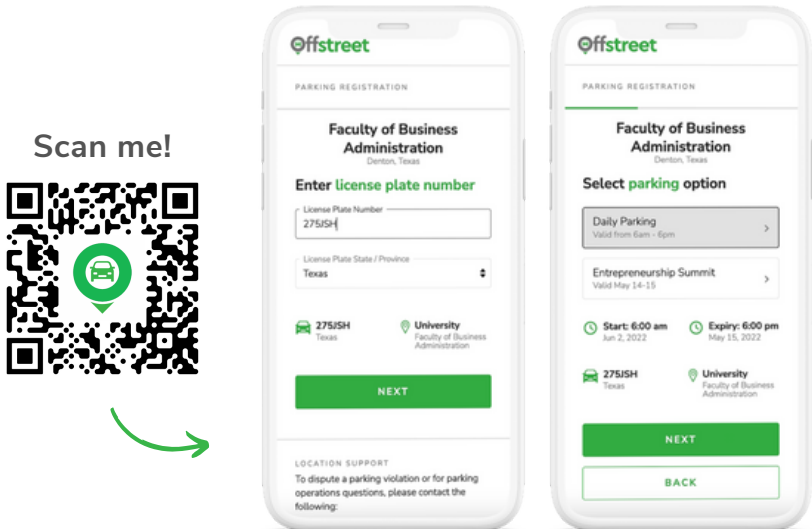 Scan me!
Offstreet
PARKING REGISTRATION
Faculty of Business
Administration
Denton, Texas
Enter license plate number
License Plate Number
275JSH
License Plate State / Province
Texas
275JSH
Texas
University
Faculty of Business
Administration
NEXT
LOCATION SUPPORT
To dispute a parking violation or for parking
operations questions, please contact the
following:
Offstreet
PARKING REGISTRATION
Faculty of Business
Administration
Denton, Texas
Select parking option
Daily Parking
Valid from 6am - 6pm
Entrepreneurship Summit
Valid May 14-15
Start: 6:00 am
Jun 2, 2022
Expiry: 6:00 pm
May 15, 2022
275JSH
Texas
University
Faculty of Business
Administration
NEXT
BACK